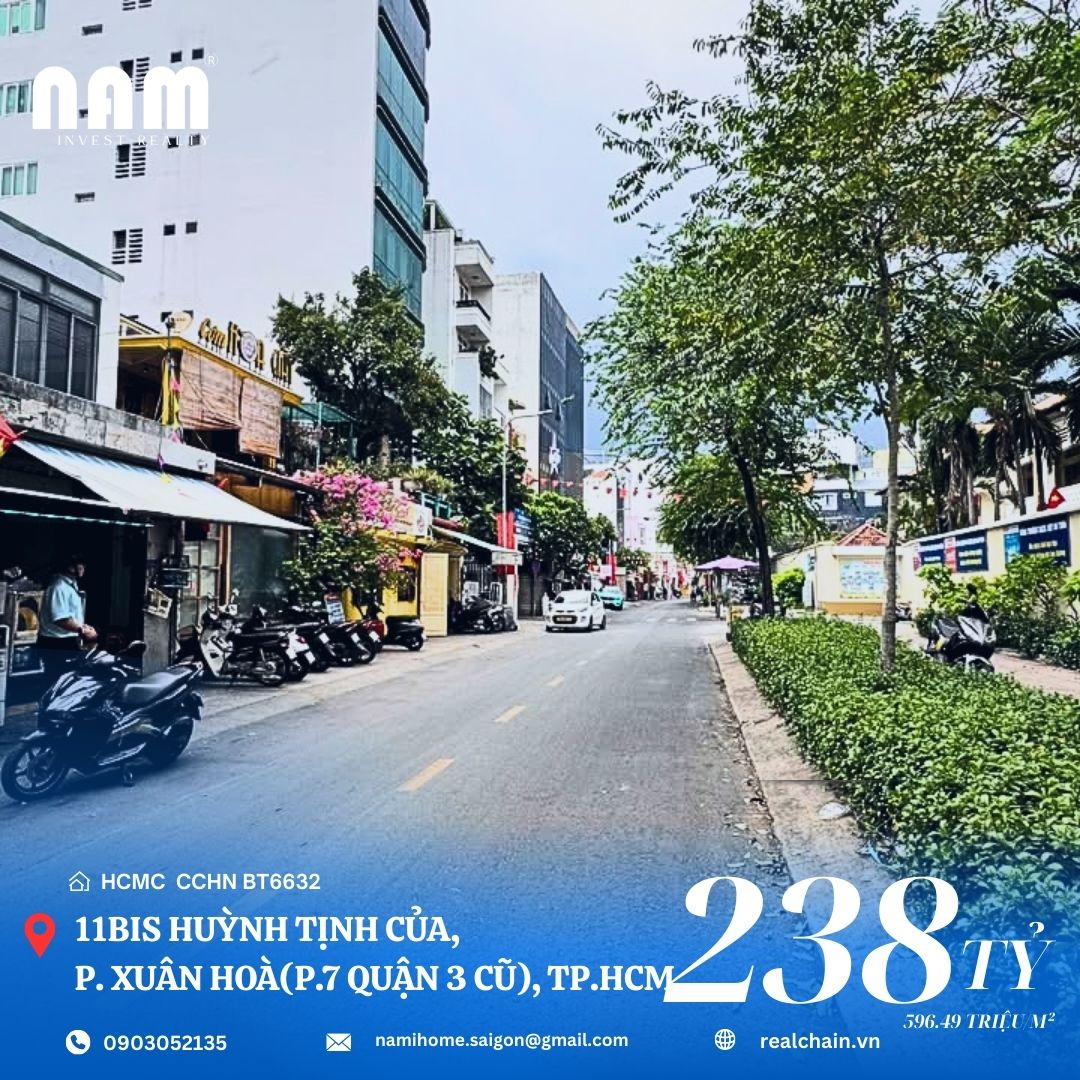 NAM®
INVEST-REALTY
Cơm
HCMC CCHN BT6632
11BIS HUỲNH TỊNH CỦA,
P. XUÂN HOÀ(P.7 QUẬN 3 CŨ), TP.HCM
238 TỶ
596.49 TRIỆU/M²
0903052135
namihome.saigon@gmail.com
realchain.vn